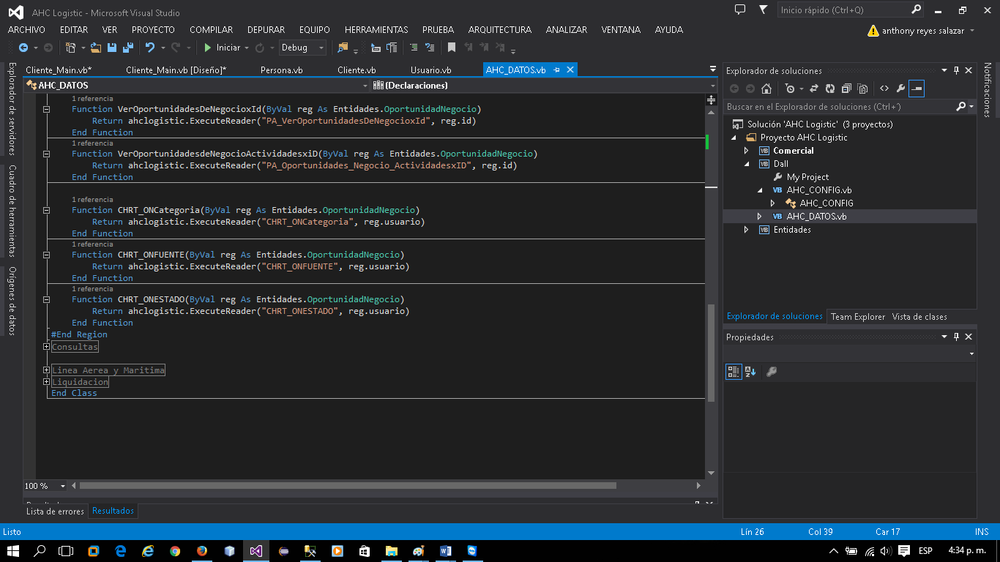 AHC Logistic - Microsoft Visual Studio
Inicio rápido (Ctrl+Q)
ARCHIVO EDITAR VER PROYECTO COMPILAR DEPURAR EQUIPO HERRAMIENTAS PRUEBA ARQUITECTURA ANALIZAR VENTANA AYUDA
anthony reyes salazar
Iniciar Debug
Explorador de servidores
Cuadro de herramientas
Orígenes de datos
Cliente_Main.vb* Cliente_Main.vb [Diseño]* Persona.vb Cliente.vb Usuario.vb AHC_DATOS.vb
AHC_DATOS (Declaraciones)
1 referencia
Function VerOportunidadesDeNegocioxId(ByVal reg As Entidades.OportunidadNegocio)
Return ahclogistic.ExecuteReader("PA_VerOportunidadesDeNegocioxId", reg.id)
End Function
1 referencia
Function VerOportunidadesdeNegocioActividadesxiD(ByVal reg As Entidades.OportunidadNegocio)
Return ahclogistic.ExecuteReader("PA_Oportunidades_Negocio_ActividadesxID", reg.id)
End Function
1 referencia
Function CHRT_ONCategoria(ByVal reg As Entidades.OportunidadNegocio)
Return ahclogistic.ExecuteReader("CHRT_ONCategoria", reg.usuario)
End Function
1 referencia
Function CHRT_ONFUENTE(ByVal reg As Entidades.OportunidadNegocio)
Return ahclogistic.ExecuteReader("CHRT_ONFUENTE", reg.usuario)
End Function
1 referencia
Function CHRT_ONESTADO(ByVal reg As Entidades.OportunidadNegocio)
Return ahclogistic.ExecuteReader("CHRT_ONESTADO", reg.usuario)
End Function
#End Region
Consultas
Linea Aerea y Maritima
Liquidacion
End Class
100 %
Lista de errores Resultados
Explorador de soluciones
Buscar en el Explorador de soluciones (Ctrl+´)
Solución 'AHC Logistic' (3 proyectos)
Proyecto AHC Logistic
VB Comercial
VB Dall
My Project
VB AHC_CONFIG.vb
AHC_CONFIG
VB AHC_DATOS.vb
VB Entidades
Explorador de soluciones Team Explorer Vista de clases
Propiedades
Notificaciones
Listo Lín 26 Col 39 Car 17 INS
ESP 4:34 p. m.